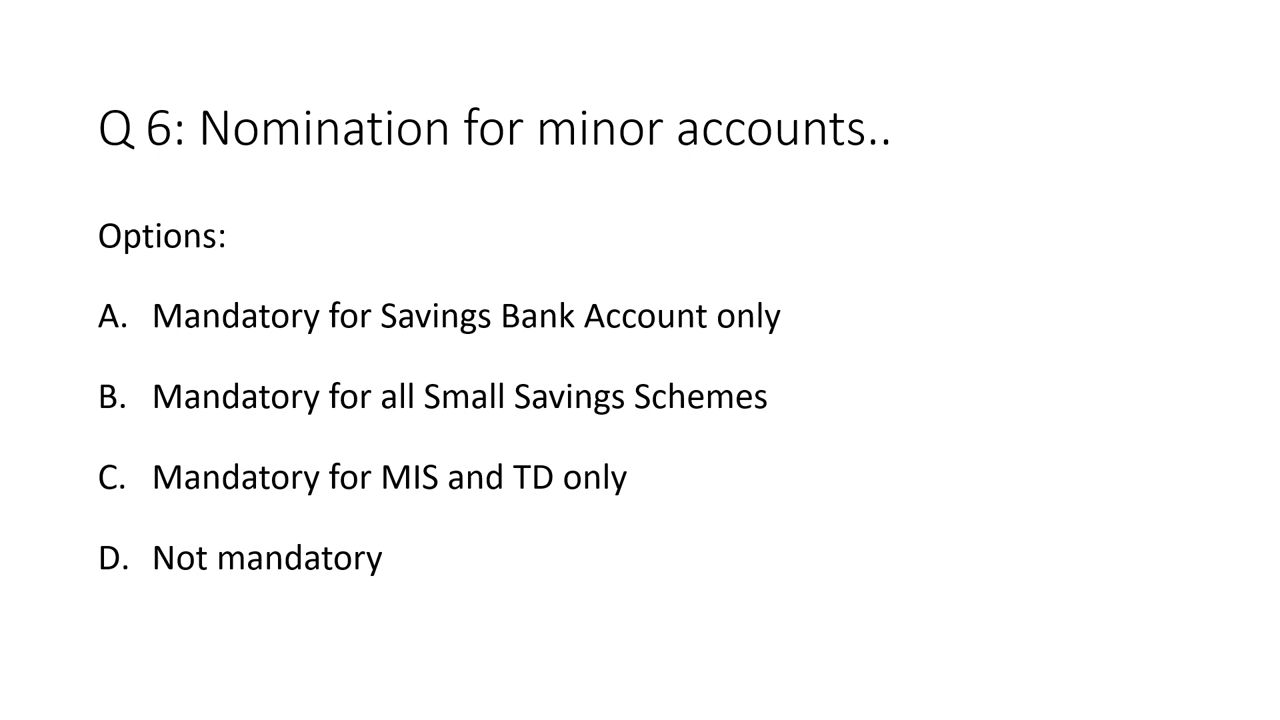 Q 6: Nomination for minor accounts..
Options:
A. Mandatory for Savings Bank Account only
B. Mandatory for all Small Savings Schemes
C. Mandatory for MIS and TD only
D. Not mandatory